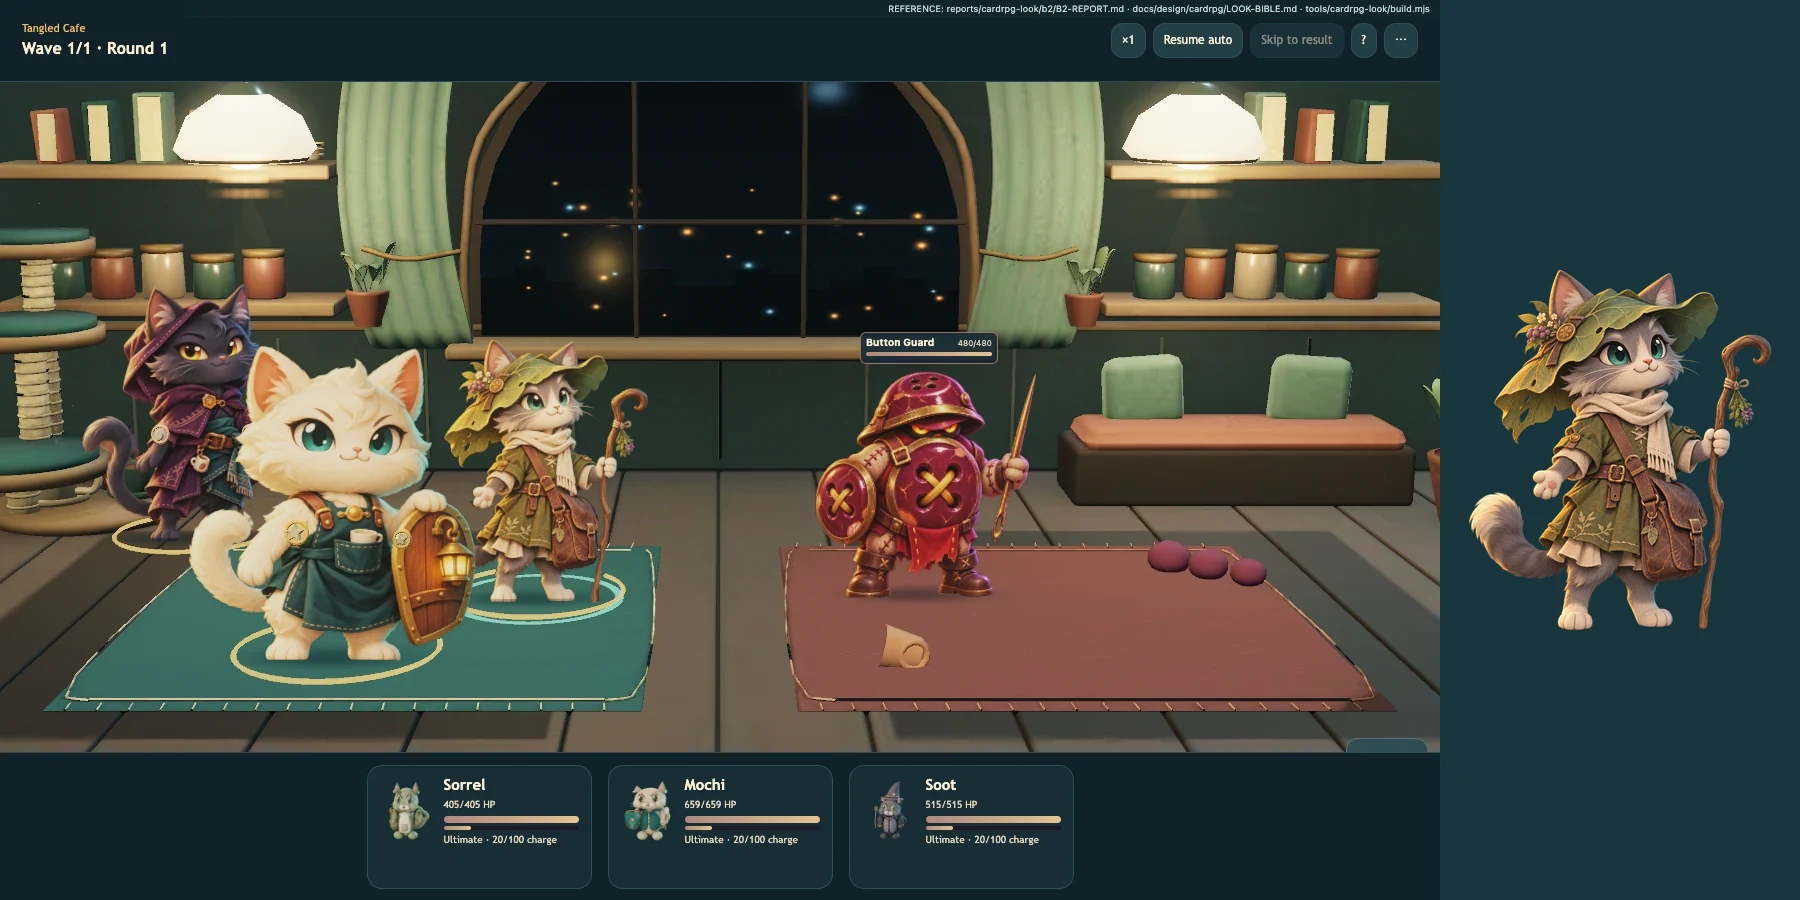 REFERENCE: reports/cardrpg-look/b2/B2-REPORT.md · docs/design/cardrpg/LOOK-BIBLE.md · tools/cardrpg-look/build.mjs
Tangled Cafe
Wave 1/1 · Round 1
×1
Resume auto
Skip to result
?
···
Button Guard 480/480
Sorrel
405/405 HP
Ultimate · 20/100 charge
Mochi
659/659 HP
Ultimate · 20/100 charge
Soot
515/515 HP
Ultimate · 20/100 charge